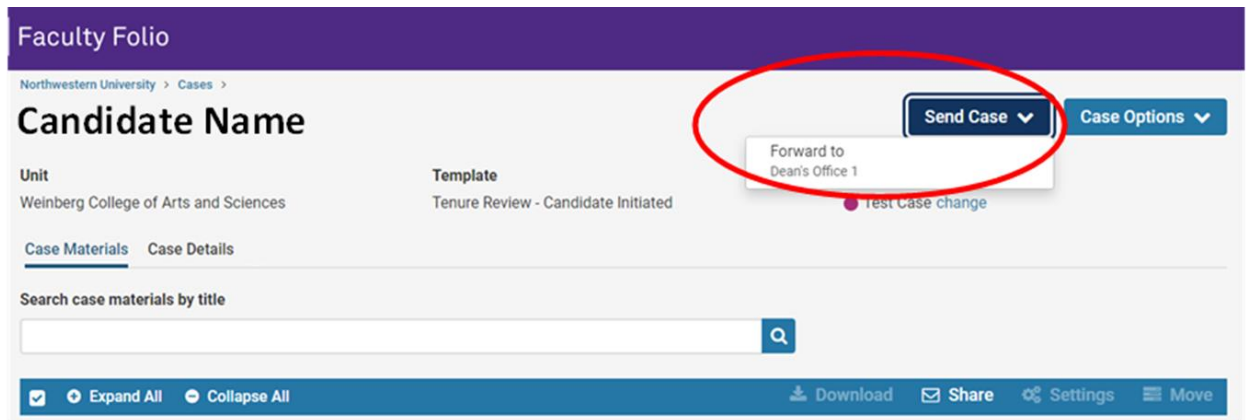 Faculty Folio
Northwestern University > Cases >
Candidate Name
Send Case
Case Options
Forward to
Dean's Office 1
Unit
Template
Weinberg College of Arts and Sciences
Tenure Review - Candidate Initiated
Test Case change
Case Materials Case Details
Search case materials by title
Expand All Collapse All Download Share Settings Move